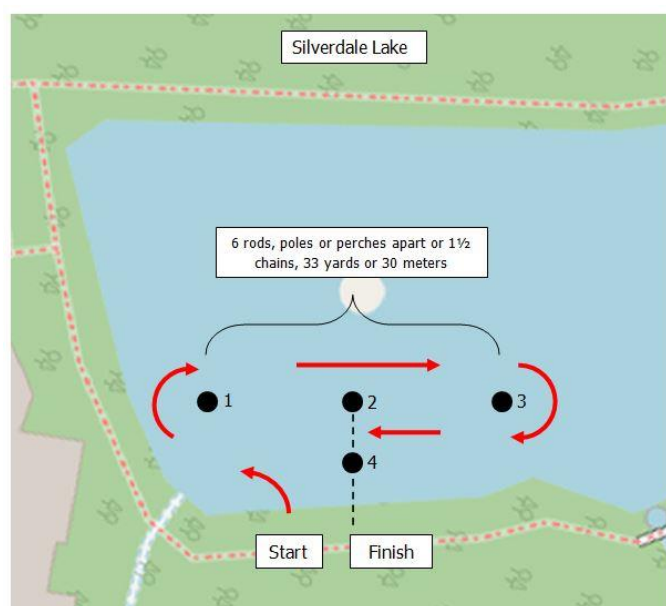 Silverdale Lake
6 rods, poles or perches apart or 1½
chains, 33 yards or 30 meters
1
2
3
4
Start
Finish